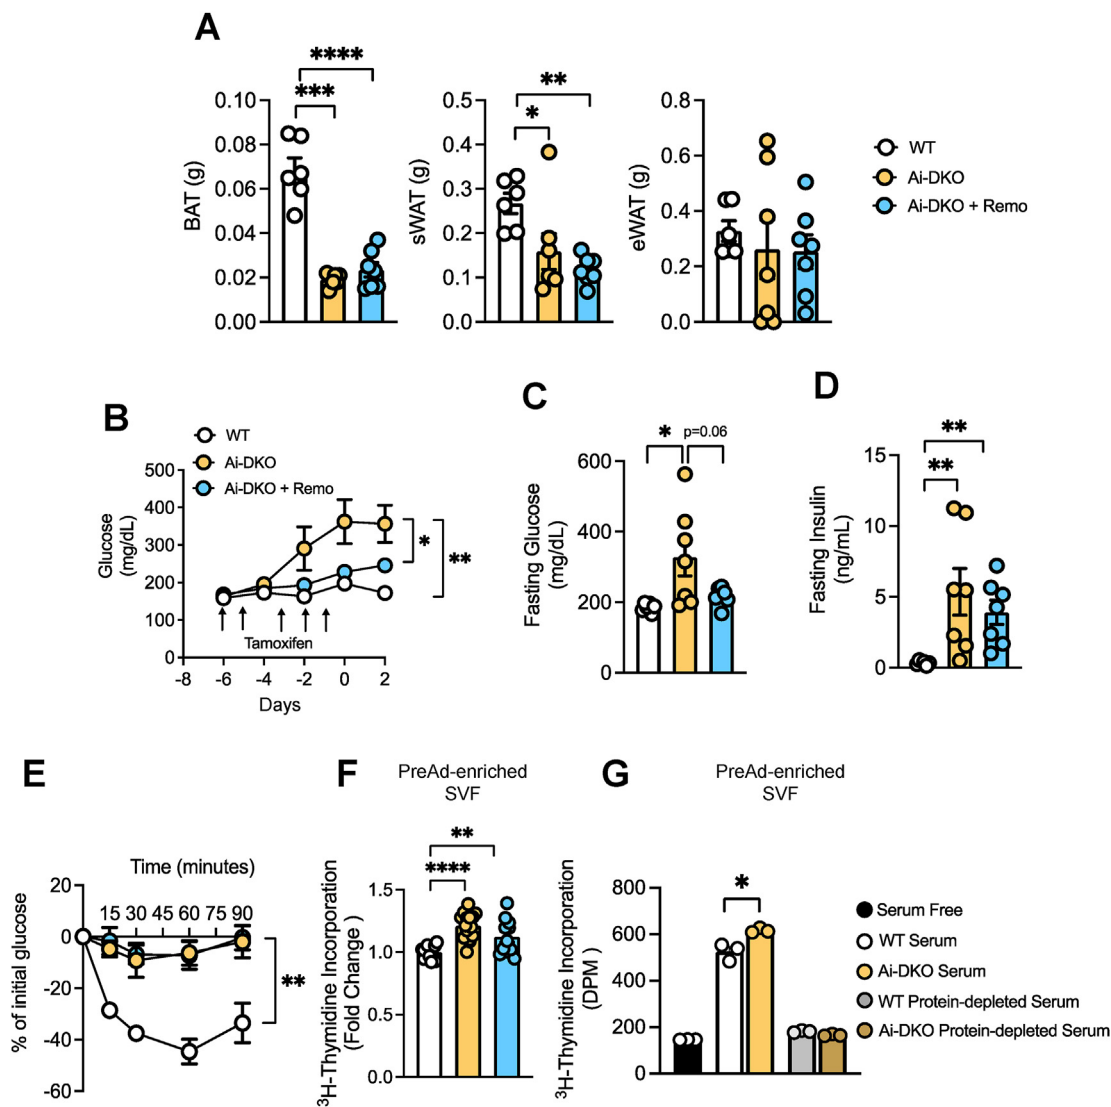 A
****
***
BAT (g)
0.10
0.08
0.06
0.04
0.02
0.00
**
*
sWAT (g)
0.5
0.4
0.3
0.2
0.1
0.0
eWAT (g)
0.8
0.6
0.4
0.2
0.0
WT
Ai-DKO
Ai-DKO + Remo
B
WT
Ai-DKO
Ai-DKO + Remo
Glucose
(mg/dL)
500
400
300
200
100
0
*
**
Tamoxifen
-8 -6 -4 -2 0 2
Days
C
* p=0.06
Fasting Glucose
(mg/dL)
600
400
200
0
D
**
**
Fasting Insulin
(ng/mL)
15
10
5
0
E
Time (minutes)
% of initial glucose
20
0
-20
-40
-60
15 30 45 60 75 90
**
F
PreAd-enriched
SVF
**
****
³H-Thymidine Incorporation
(Fold Change )
1.5
1.0
0.5
0.0
G
PreAd-enriched
SVF
*
³H-Thymidine Incorporation
(DPM )
800
600
400
200
0
Serum Free
WT Serum
Ai-DKO Serum
WT Protein-depleted Serum
Ai-DKO Protein-depleted Serum